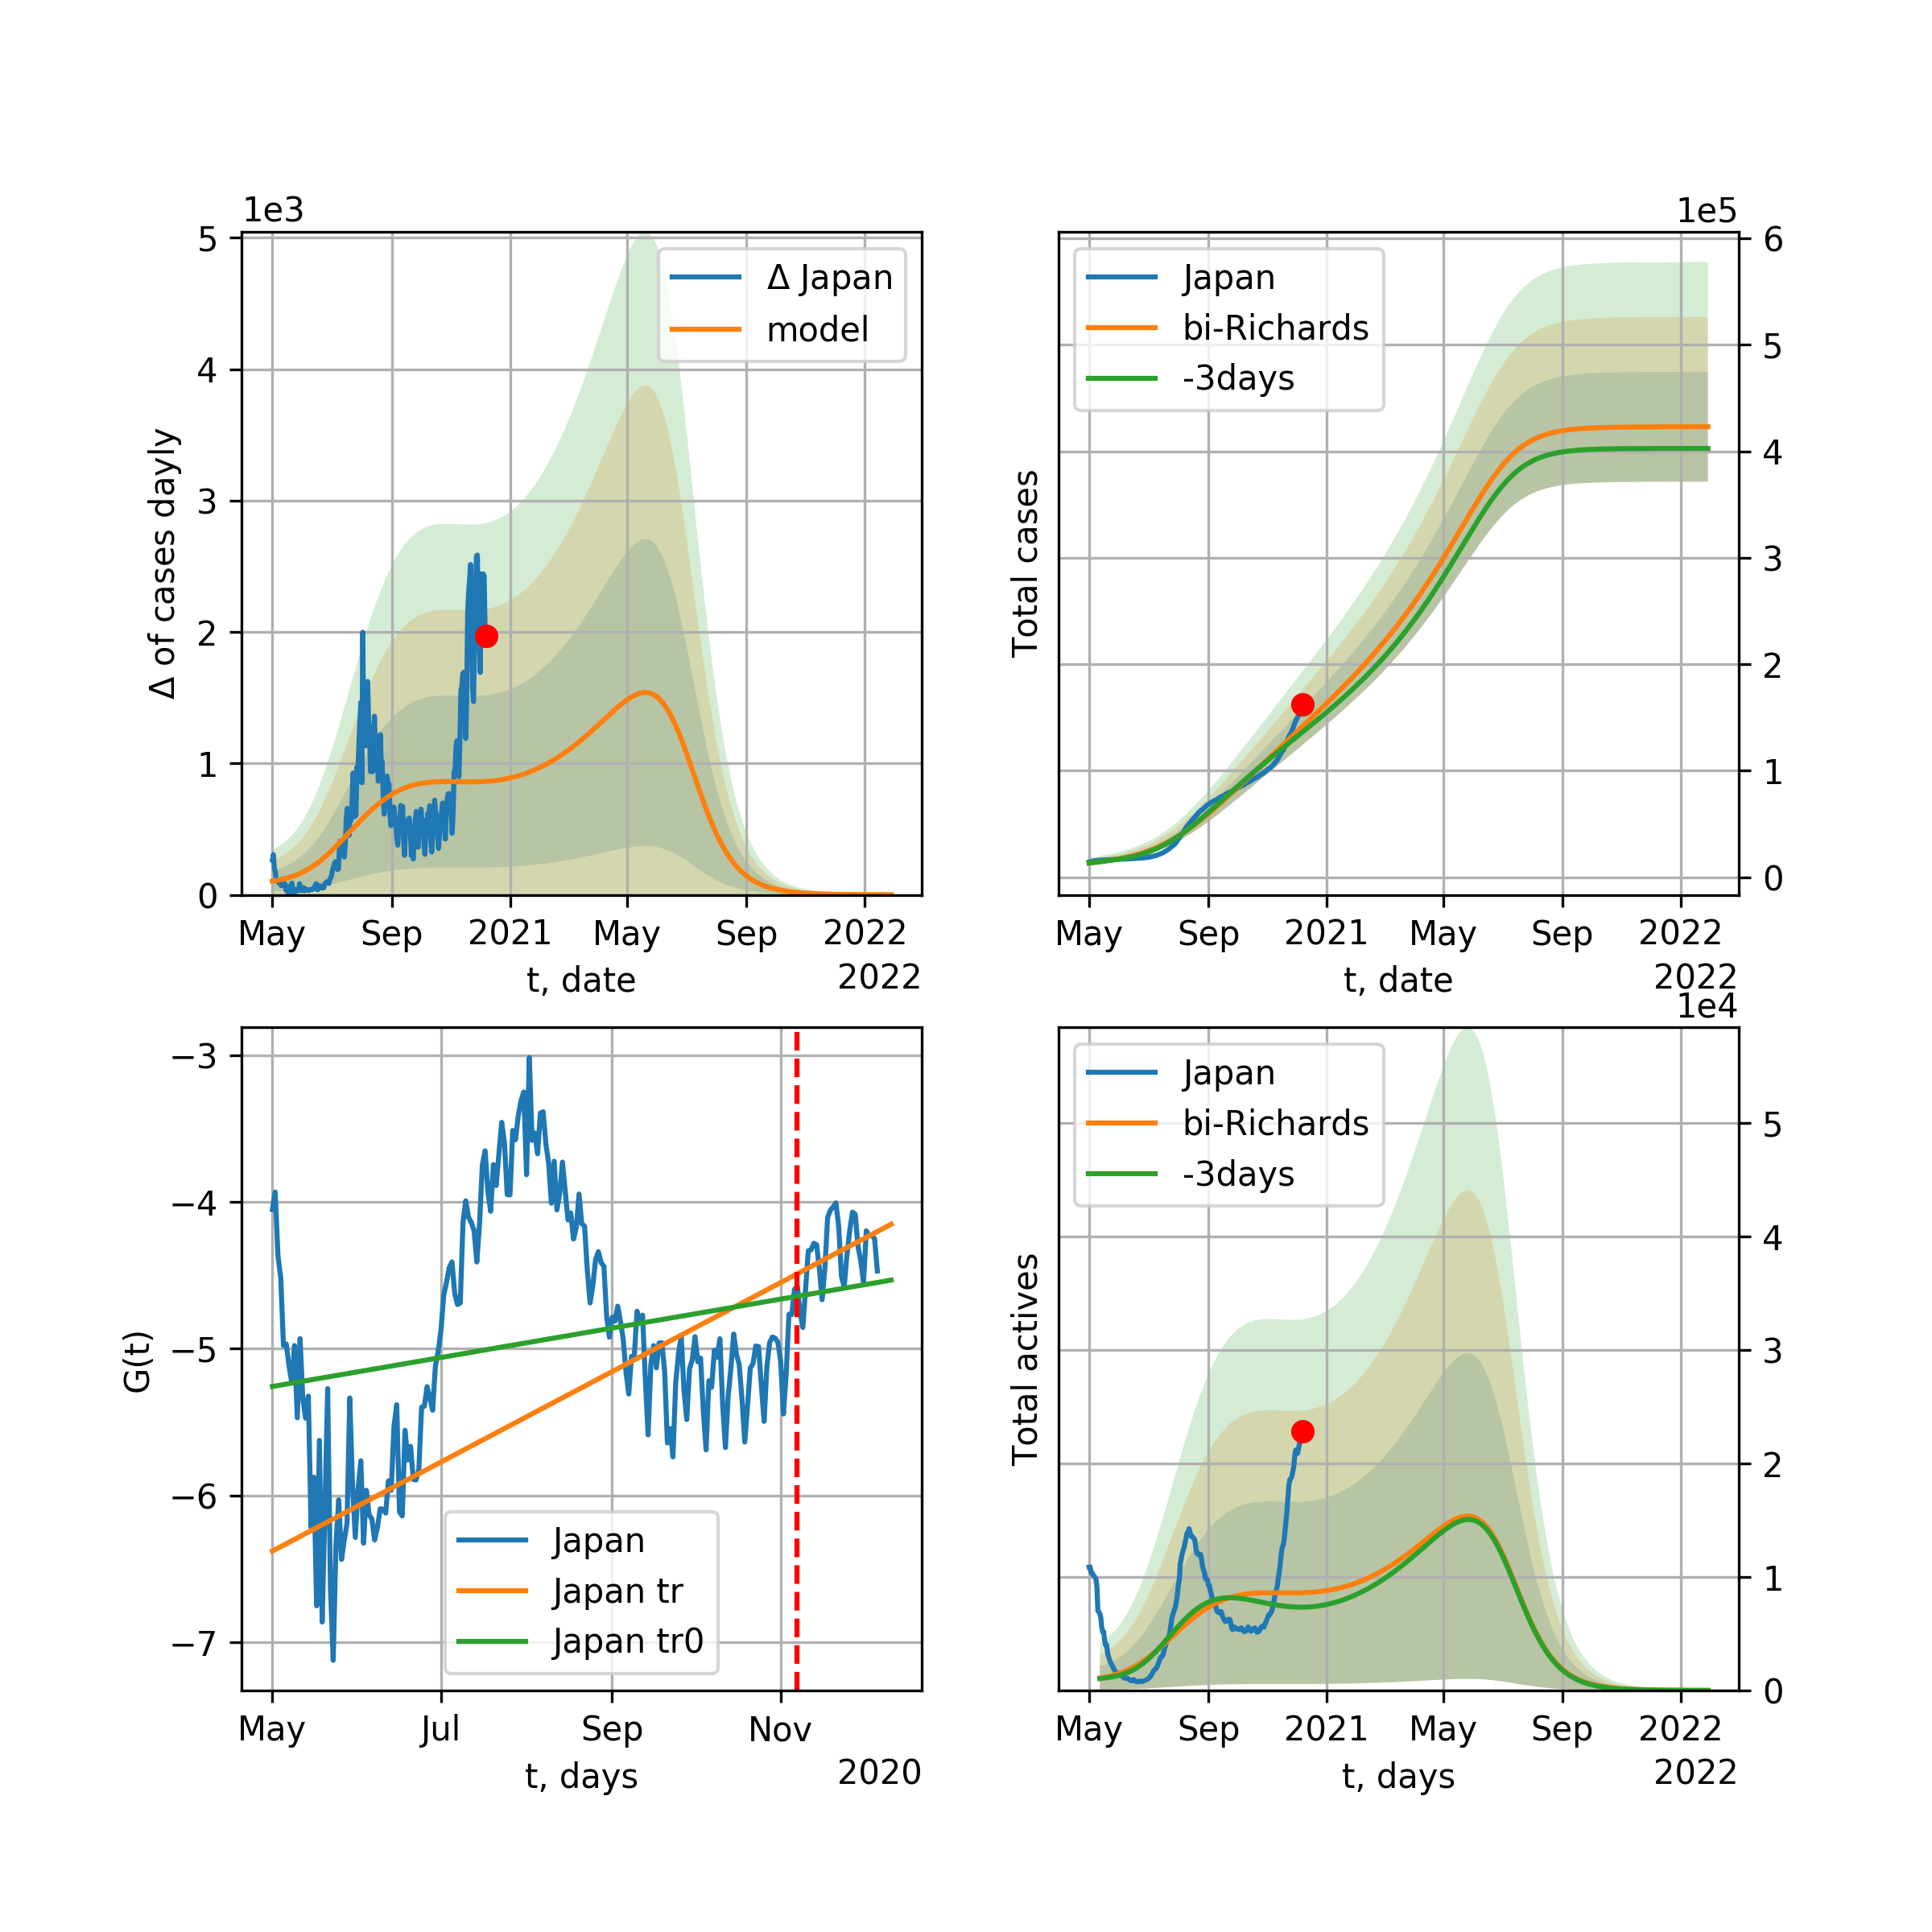 1e3
5
4
3
2
1
0
Δ of cases dayly
Δ Japan
model
May Sep 2021 May Sep 2022
t, date
2022
1e5
6
5
4
3
2
1
0
Total cases
Japan
bi-Richards
-3days
May Sep 2021 May Sep 2022
t, date
2022
−3
−4
−5
−6
−7
G(t)
Japan
Japan tr
Japan tr0
May Jul Sep Nov
t, days
2020
1e4
5
4
3
2
1
0
Total actives
Japan
bi-Richards
-3days
May Sep 2021 May Sep 2022
t, days
2022